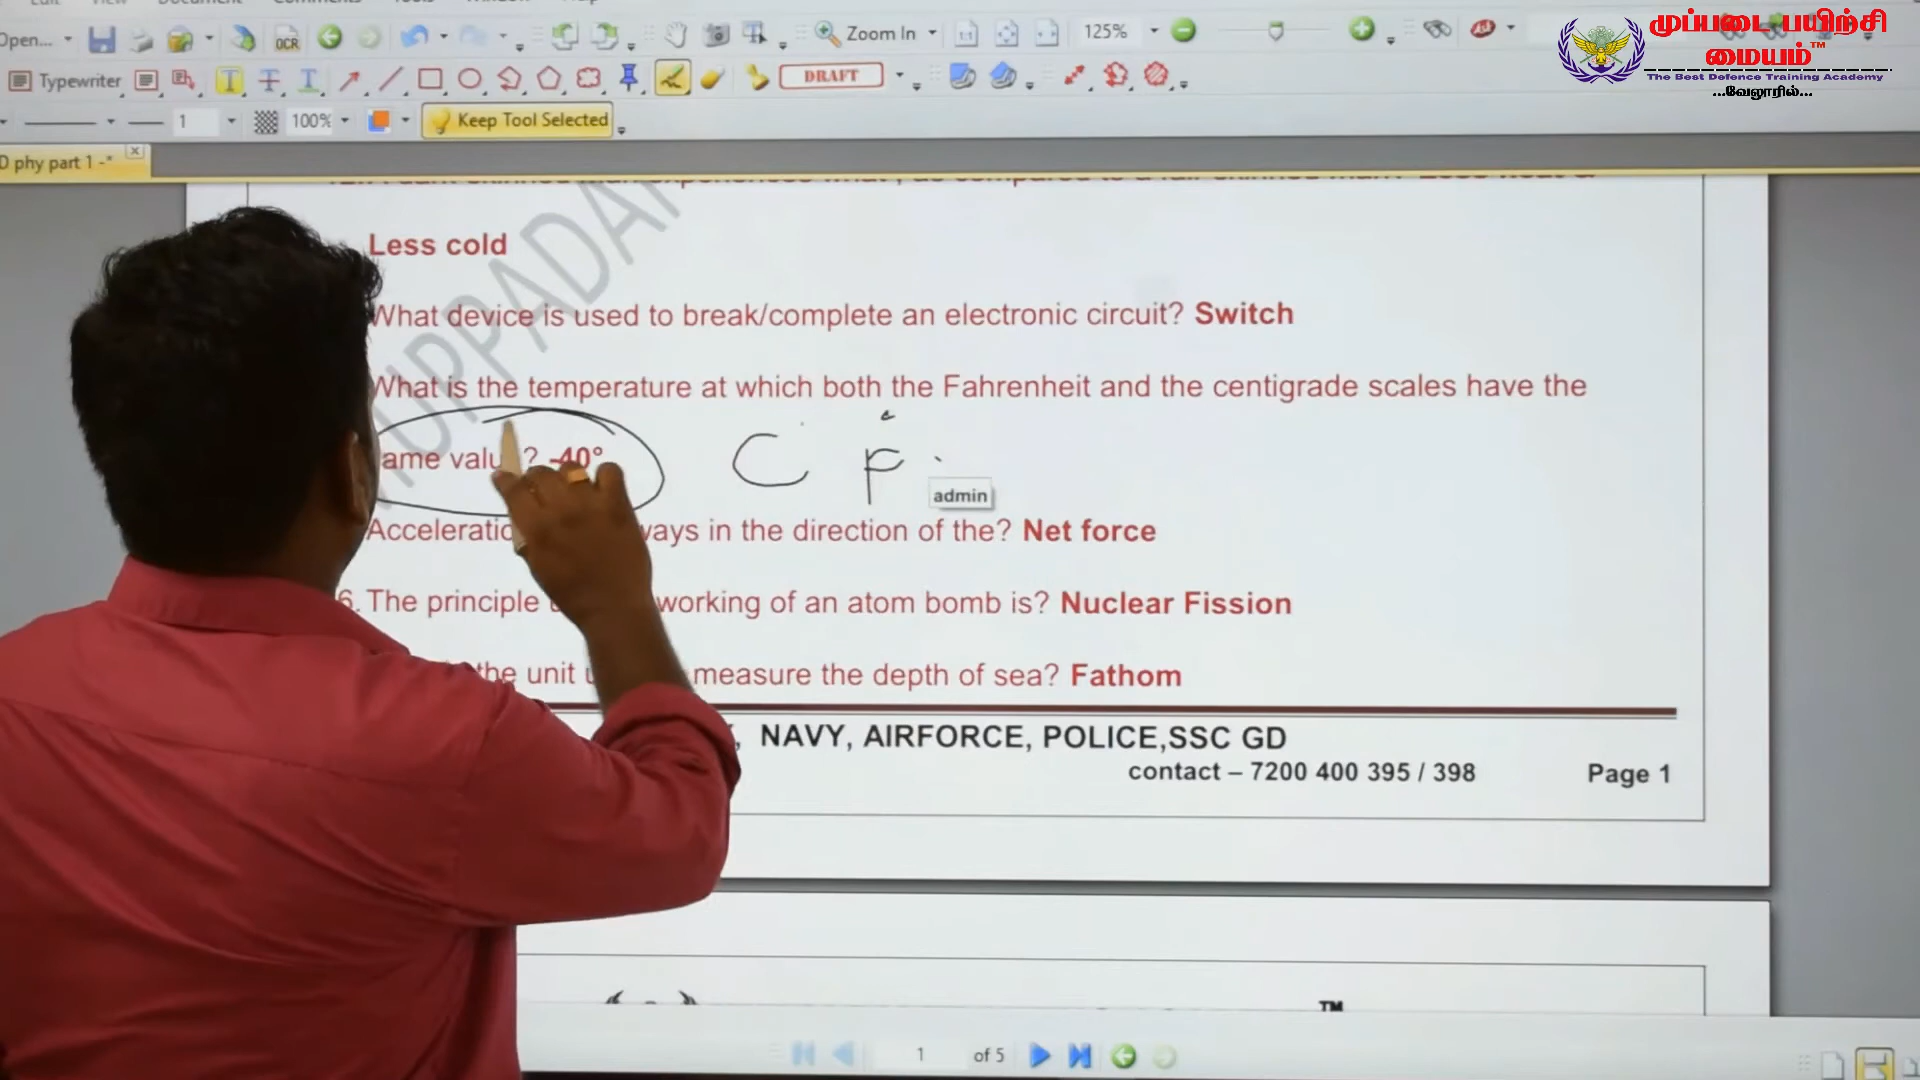 முப்படை பயிற்சி
மையம்™
The Best Defence Training Academy
...வேலூரில்...
Open...
OCR
Zoom In
125%
Typewriter
DRAFT
1
100%
Keep Tool Selected
D phy part 1 -*
Less cold
What device is used to break/complete an electronic circuit? Switch
What is the temperature at which both the Fahrenheit and the centigrade scales have the
ame valu ? -40°
C F
admin
Acceleratio ways in the direction of the? Net force
6. The principle working of an atom bomb is? Nuclear Fission
the unit measure the depth of sea? Fathom
, NAVY, AIRFORCE, POLICE,SSC GD
contact – 7200 400 395 / 398
Page 1
TM
1 of 5